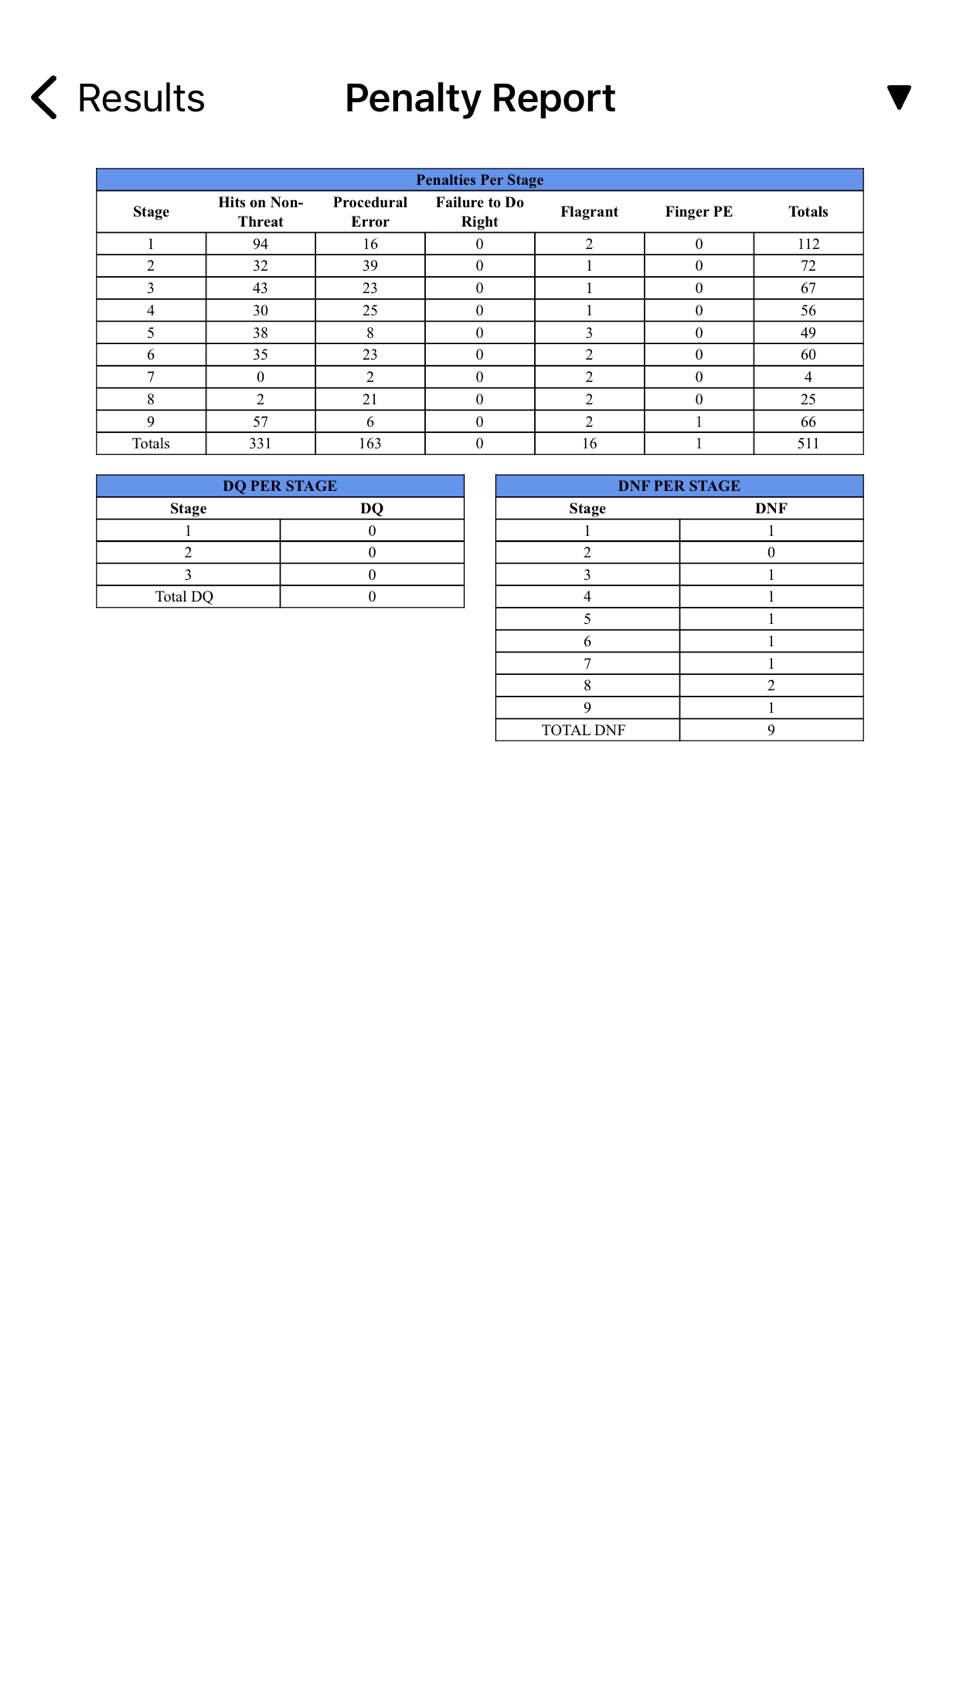 Results
Penalty Report
▼
Penalties Per Stage
Stage Hits on Non-Threat Procedural Error Failure to Do Right Flagrant Finger PE Totals
1 94 16 0 2 0 112
2 32 39 0 1 0 72
3 43 23 0 1 0 67
4 30 25 0 1 0 56
5 38 8 0 3 0 49
6 35 23 0 2 0 60
7 0 2 0 2 0 4
8 2 21 0 2 0 25
9 57 6 0 2 1 66
Totals 331 163 0 16 1 511
DQ PER STAGE
Stage DQ
1 0
2 0
3 0
Total DQ 0
DNF PER STAGE
Stage DNF
1 1
2 0
3 1
4 1
5 1
6 1
7 1
8 2
9 1
TOTAL DNF 9